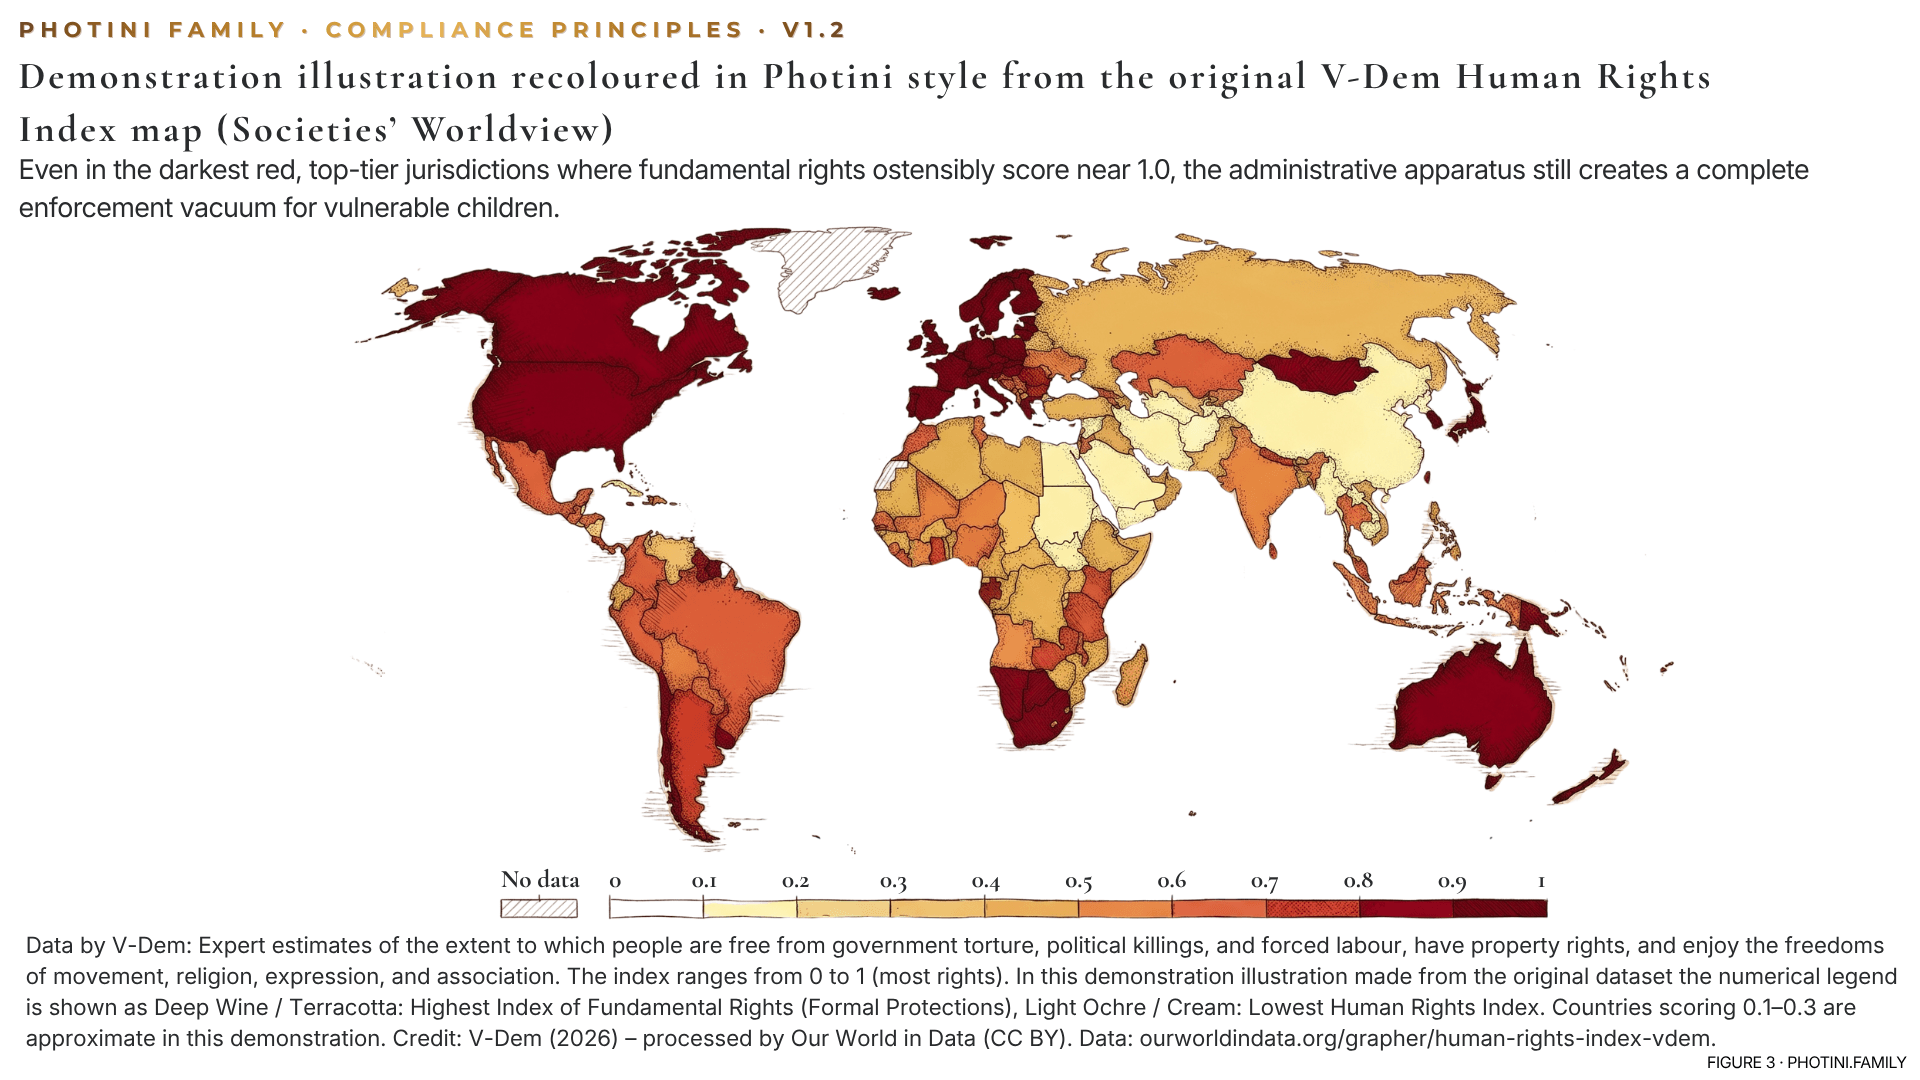 PHOTINI FAMILY · COMPLIANCE PRINCIPLES · V1.2
Demonstration illustration recoloured in Photini style from the original V-Dem Human Rights
Index map (Societies’ Worldview)
Even in the darkest red, top-tier jurisdictions where fundamental rights ostensibly score near 1.0, the administrative apparatus still creates a complete
enforcement vacuum for vulnerable children.
No data 0 0.1 0.2 0.3 0.4 0.5 0.6 0.7 0.8 0.9 1
Data by V-Dem: Expert estimates of the extent to which people are free from government torture, political killings, and forced labour, have property rights, and enjoy the freedoms
of movement, religion, expression, and association. The index ranges from 0 to 1 (most rights). In this demonstration illustration made from the original dataset the numerical legend
is shown as Deep Wine / Terracotta: Highest Index of Fundamental Rights (Formal Protections), Light Ochre / Cream: Lowest Human Rights Index. Countries scoring 0.1–0.3 are
approximate in this demonstration. Credit: V-Dem (2026) – processed by Our World in Data (CC BY). Data: ourworldindata.org/grapher/human-rights-index-vdem.
FIGURE 3 · PHOTINI.FAMILY